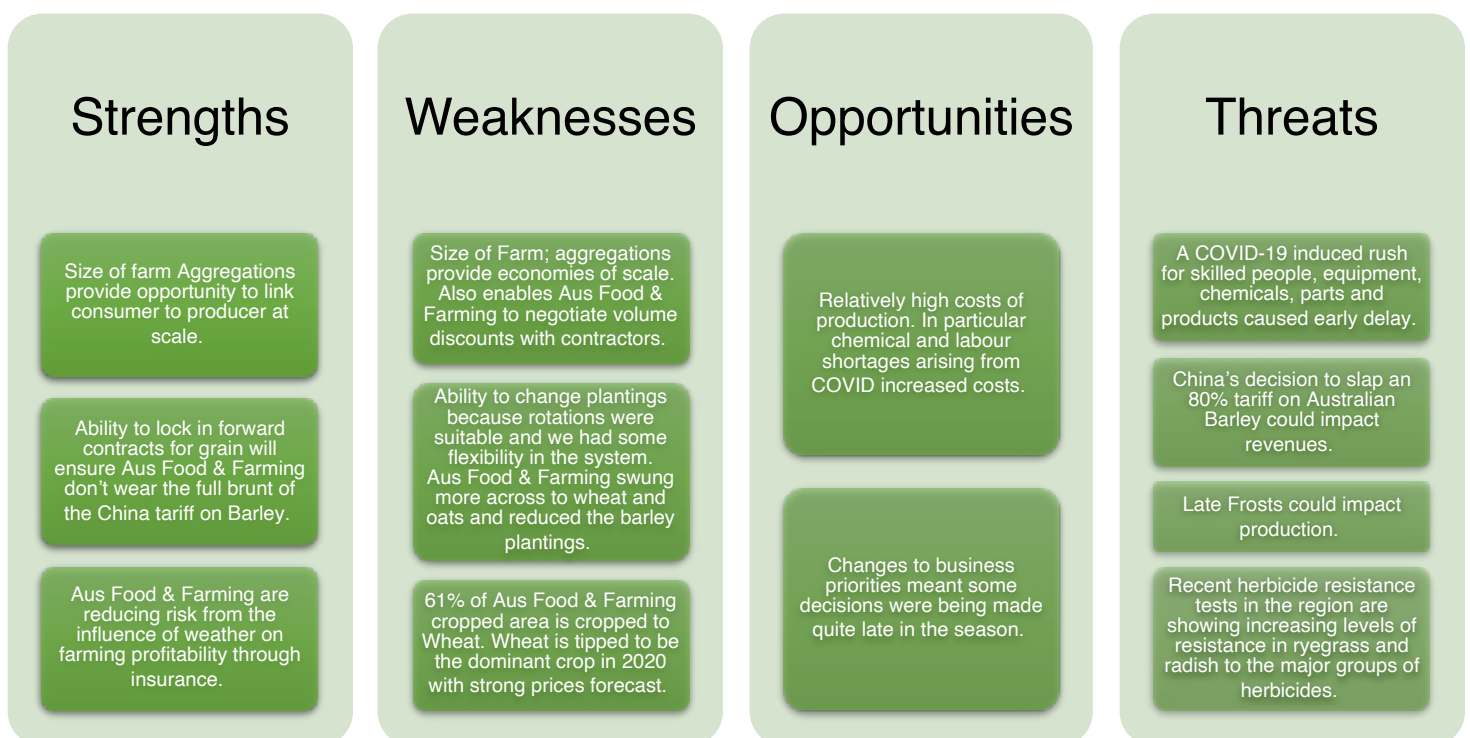 Strengths
Size of farm Aggregations
provide opportunity to link
consumer to producer at
scale.
Ability to lock in forward
contracts for grain will
ensure Aus Food & Farming
don’t wear the full brunt of
the China tariff on Barley.
Aus Food & Farming are
reducing risk from the
influence of weather on
farming profitability through
insurance.
Weaknesses
Size of Farm; aggregations
provide economies of scale.
Also enables Aus Food &
Farming to negotiate volume
discounts with contractors.
Ability to change plantings
because rotations were
suitable and we had some
flexibility in the system.
Aus Food & Farming swung
more across to wheat and
oats and reduced the barley
plantings.
61% of Aus Food & Farming
cropped area is cropped to
Wheat. Wheat is tipped to be
the dominant crop in 2020
with strong prices forecast.
Opportunities
Relatively high costs of
production. In particular
chemical and labour
shortages arising from
COVID increased costs.
Changes to business
priorities meant some
decisions were being made
quite late in the season.
Threats
A COVID-19 induced rush
for skilled people, equipment,
chemicals, parts and
products caused early delay.
China’s decision to slap an
80% tariff on Australian
Barley could impact
revenues.
Late Frosts could impact
production.
Recent herbicide resistance
tests in the region are
showing increasing levels of
resistance in ryegrass and
radish to the major groups of
herbicides.